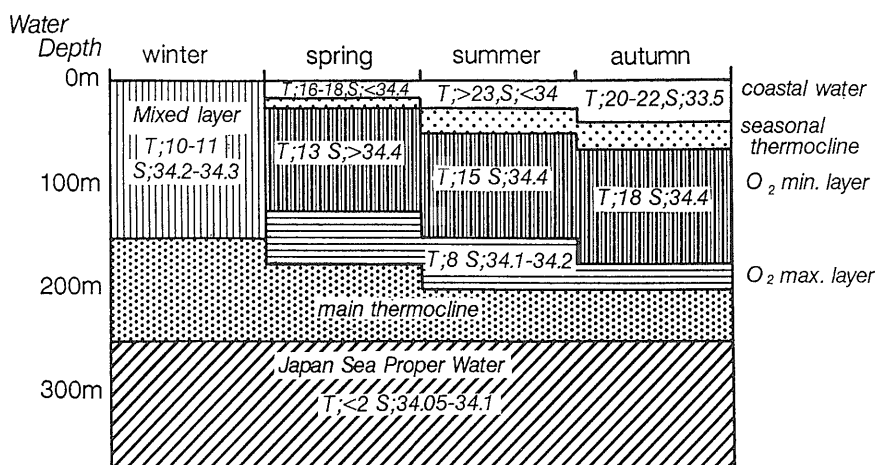 Water
Depth
winter spring summer autumn
0m
T;16-18,S;<34.4
T;>23,S;<34
T;20-22,S;33.5
coastal water
Mixed layer
T;10-11
S;34.2-34.3
seasonal
thermocline
T;13 S;>34.4
100m
T;15 S;34.4
T;18 S;34.4
O₂ min. layer
T;8 S;34.1-34.2
O₂ max. layer
200m
main thermocline
Japan Sea Proper Water
300m
T;<2 S;34.05-34.1